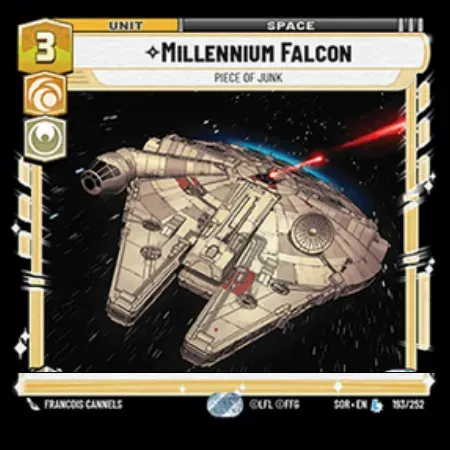 3
UNIT
SPACE
MILLENNIUM FALCON
PIECE OF JUNK
FRANCOIS CANNELS
©LFL ©FFG
SOR • EN L 193/252